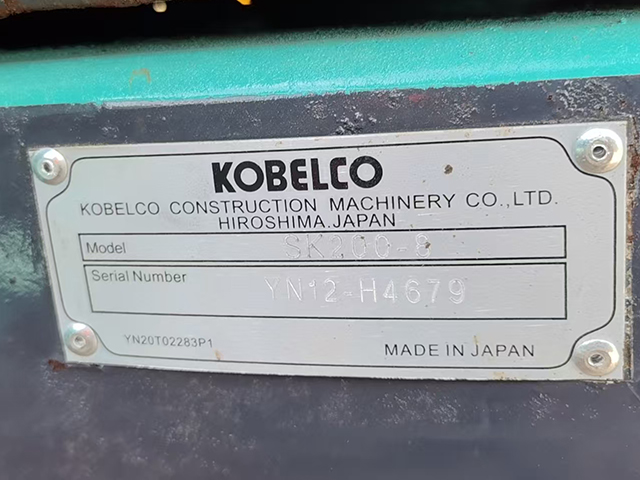 KOBELCO
KOBELCO CONSTRUCTION MACHINERY CO.,LTD.
HIROSHIMA.JAPAN
Model SK200-8
Serial Number YN12-H4679
YN20T02283P1 MADE IN JAPAN